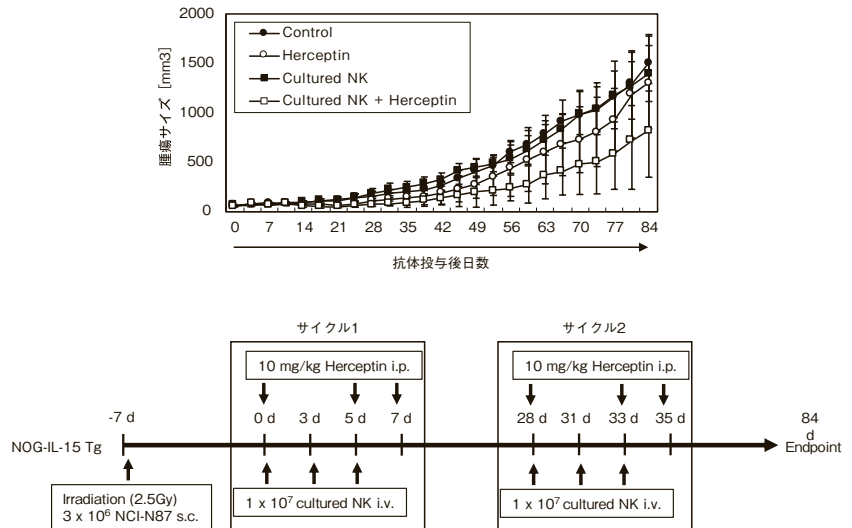 2000
1500
1000
500
0
腫瘍サイズ [mm3]
Control
Herceptin
Cultured NK
Cultured NK + Herceptin
0 7 14 21 28 35 42 49 56 63 70 77 84
抗体投与後日数
サイクル1
サイクル2
10 mg/kg Herceptin i.p.
10 mg/kg Herceptin i.p.
-7 d
0 d 3 d 5 d 7 d
28 d 31 d 33 d 35 d
84
d
Endpoint
NOG-IL-15 Tg
Irradiation (2.5Gy)
3 x 10⁶ NCI-N87 s.c.
1 x 10⁷ cultured NK i.v.
1 x 10⁷ cultured NK i.v.